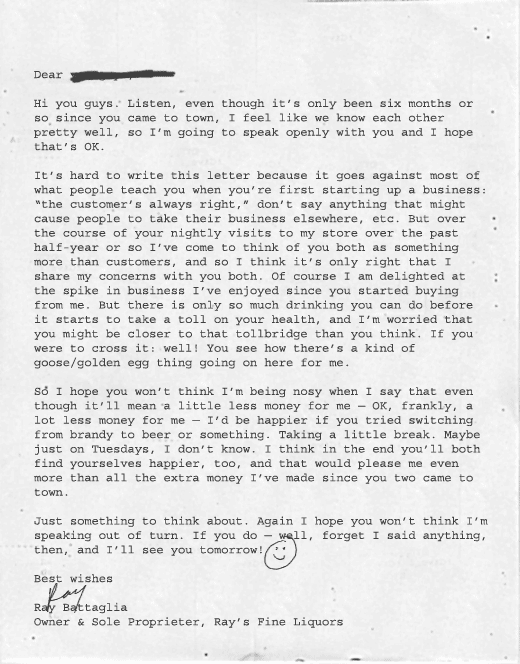 Dear
Hi you guys. Listen, even though it's only been six months or
so since you came to town, I feel like we know each other
pretty well, so I'm going to speak openly with you and I hope
that's OK.
It's hard to write this letter because it goes against most of
what people teach you when you're first starting up a business:
"the customer's always right," don't say anything that might
cause people to take their business elsewhere, etc. But over
the course of your nightly visits to my store over the past
half-year or so I've come to think of you both as something
more than customers, and so I think it's only right that I
share my concerns with you both. Of course I am delighted at
the spike in business I've enjoyed since you started buying
from me. But there is only so much drinking you can do before
it starts to take a toll on your health, and I'm worried that
you might be closer to that tollbridge than you think. If you
were to cross it: well! You see how there's a kind of
goose/golden egg thing going on here for me.
So I hope you won't think I'm being nosy when I say that even
though it'll mean a little less money for me — OK, frankly, a
lot less money for me — I'd be happier if you tried switching
from brandy to beer or something. Taking a little break. Maybe
just on Tuesdays, I don't know. I think in the end you'll both
find yourselves happier, too, and that would please me even
more than all the extra money I've made since you two came to
town.
Just something to think about. Again I hope you won't think I'm
speaking out of turn. If you do — well, forget I said anything,
then, and I'll see you tomorrow!
Best wishes
Ray
Ray Battaglia
Owner & Sole Proprieter, Ray's Fine Liquors